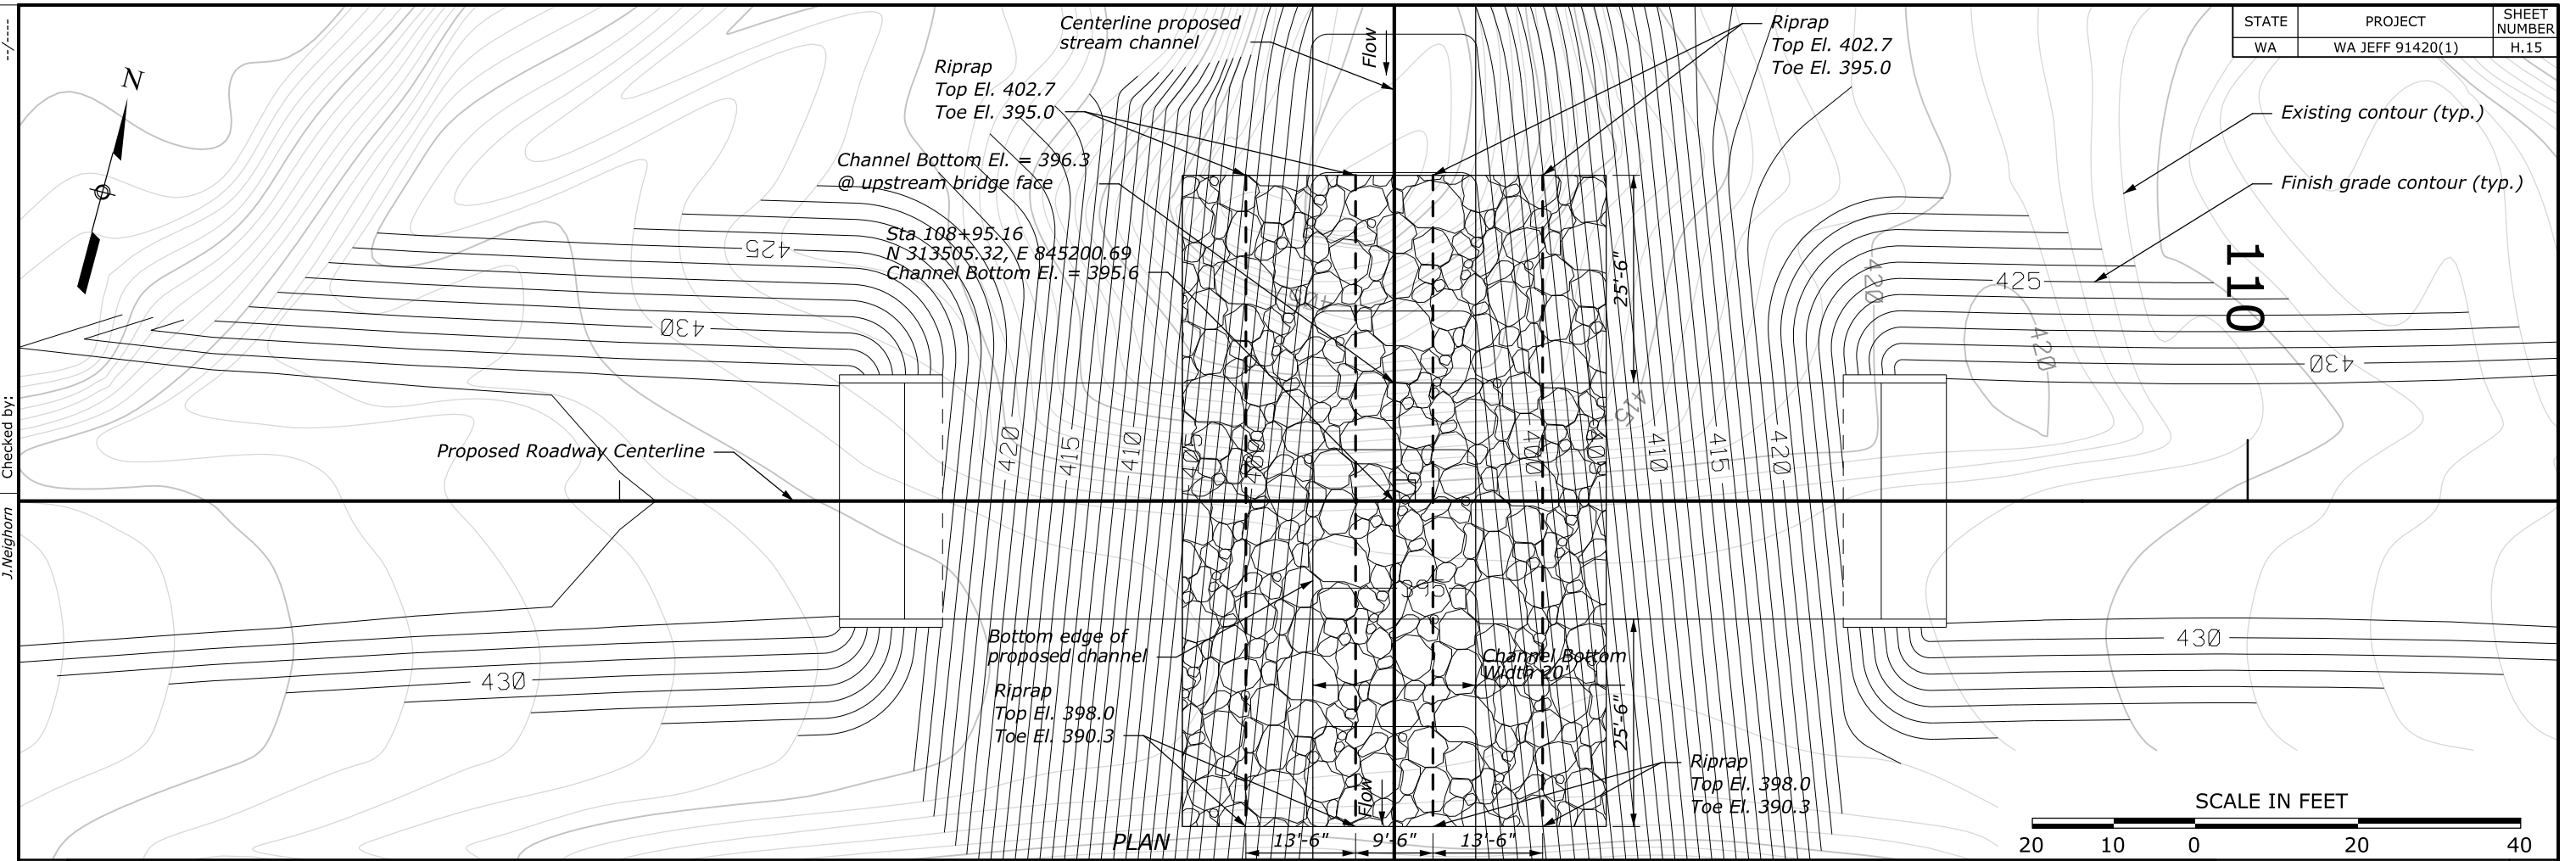 STATE PROJECT SHEET NUMBER
WA WA JEFF 91420(1) H.15
--/----
Checked by:
J.Neighorn
N
Centerline proposed
stream channel
Flow
Riprap
Top El. 402.7
Toe El. 395.0
Riprap
Top El. 402.7
Toe El. 395.0
Existing contour (typ.)
Finish grade contour (typ.)
Channel Bottom El. = 396.3
@ upstream bridge face
Sta 108+95.16
N 313505.32, E 845200.69
Channel Bottom El. = 395.6
25'-6"
110
425
430
405
420
425
420
430
415
Proposed Roadway Centerline
420
415
410
405
400
400
405
410
415
420
395
Bottom edge of
proposed channel
Channel Bottom
Width 20'
430
430
Riprap
Top El. 398.0
Toe El. 390.3
25'-6"
Riprap
Top El. 398.0
Toe El. 390.3
Flow
PLAN
13'-6" 9'-6" 13'-6"
SCALE IN FEET
20 10 0 20 40